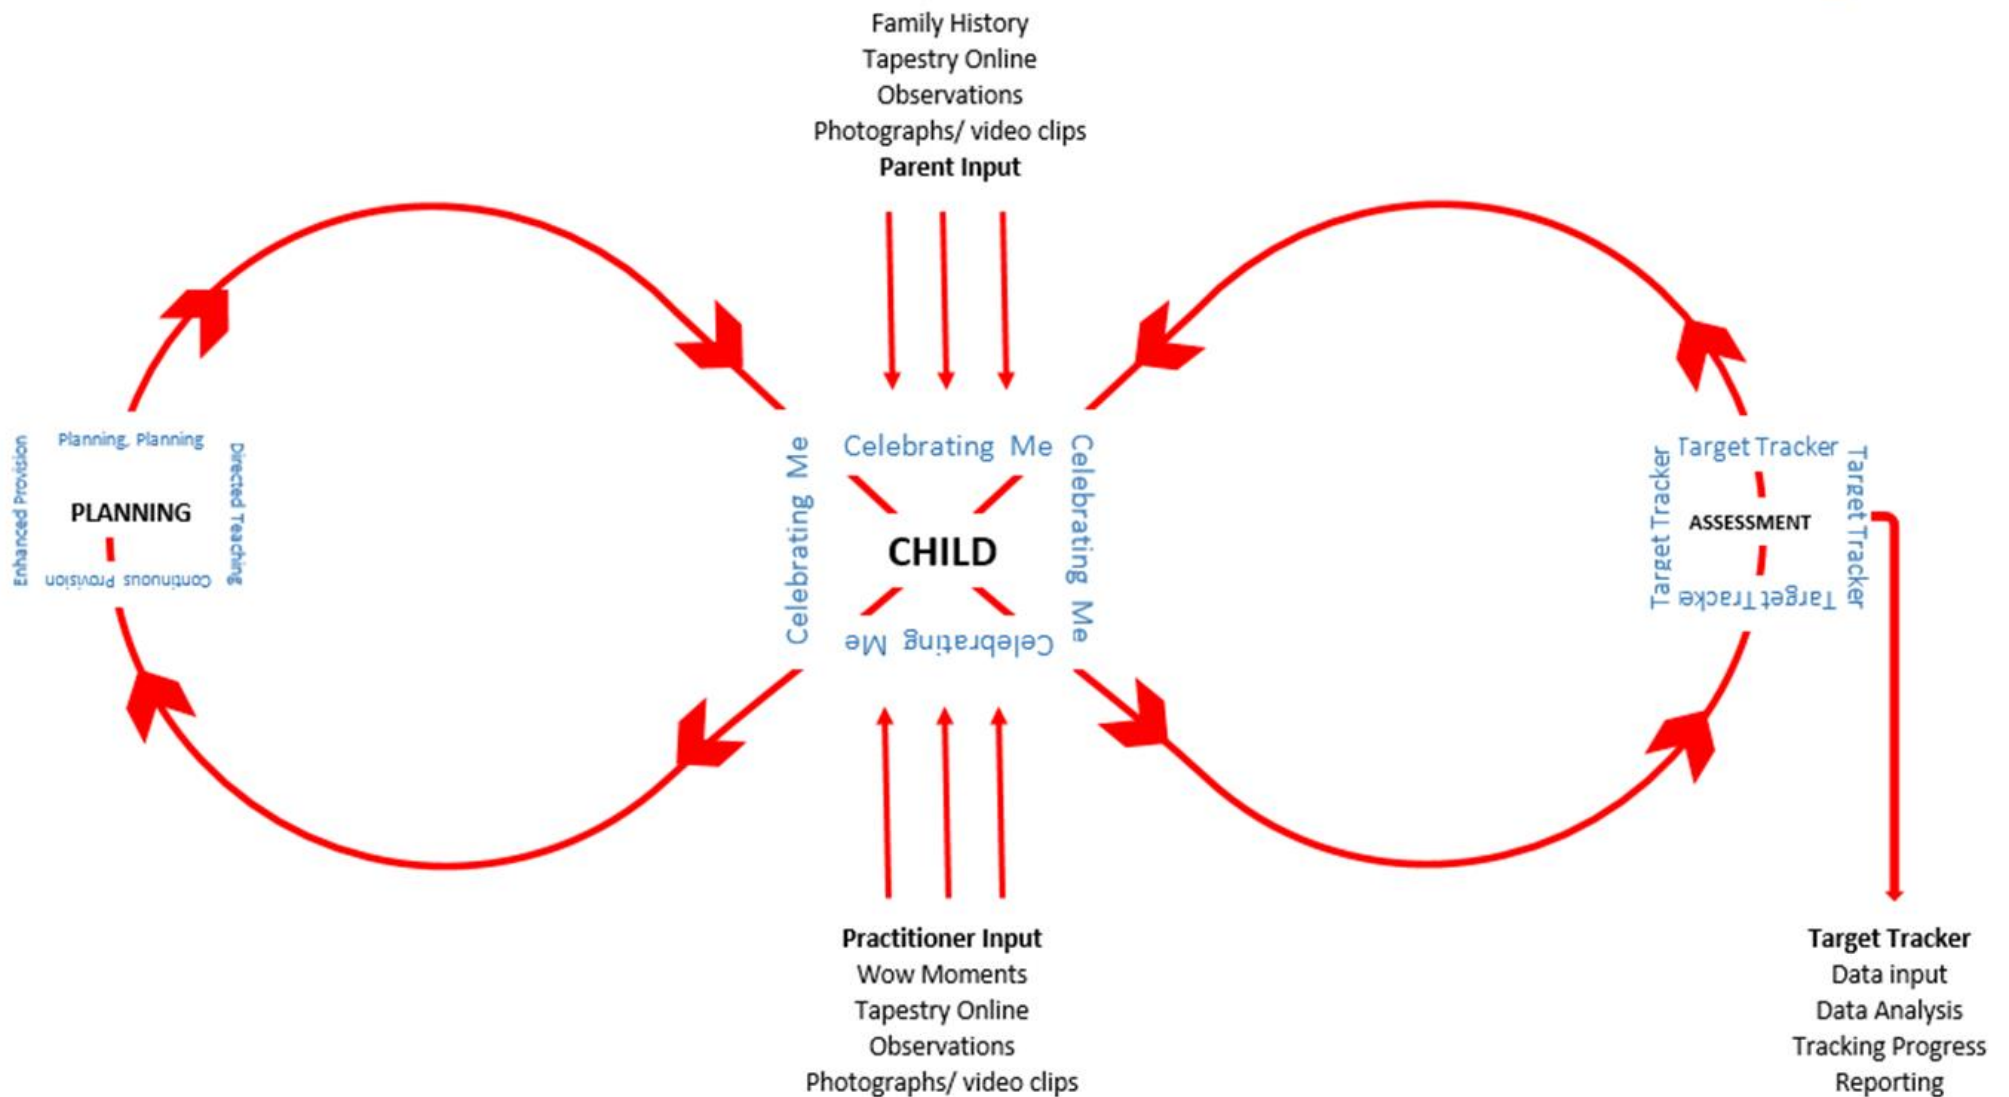 Family History
Tapestry Online
Observations
Photographs/ video clips
Parent Input
Enhanced Provision
Planning, Planning
Directed Teaching
PLANNING
Continuous Provision
Celebrating Me
Celebrating Me
Celebrating Me
CHILD
Celebrating Me
Target Tracker
Target Tracker
Target Tracker
ASSESSMENT
Target Tracke
Practitioner Input
Wow Moments
Tapestry Online
Observations
Photographs/ video clips
Target Tracker
Data input
Data Analysis
Tracking Progress
Reporting